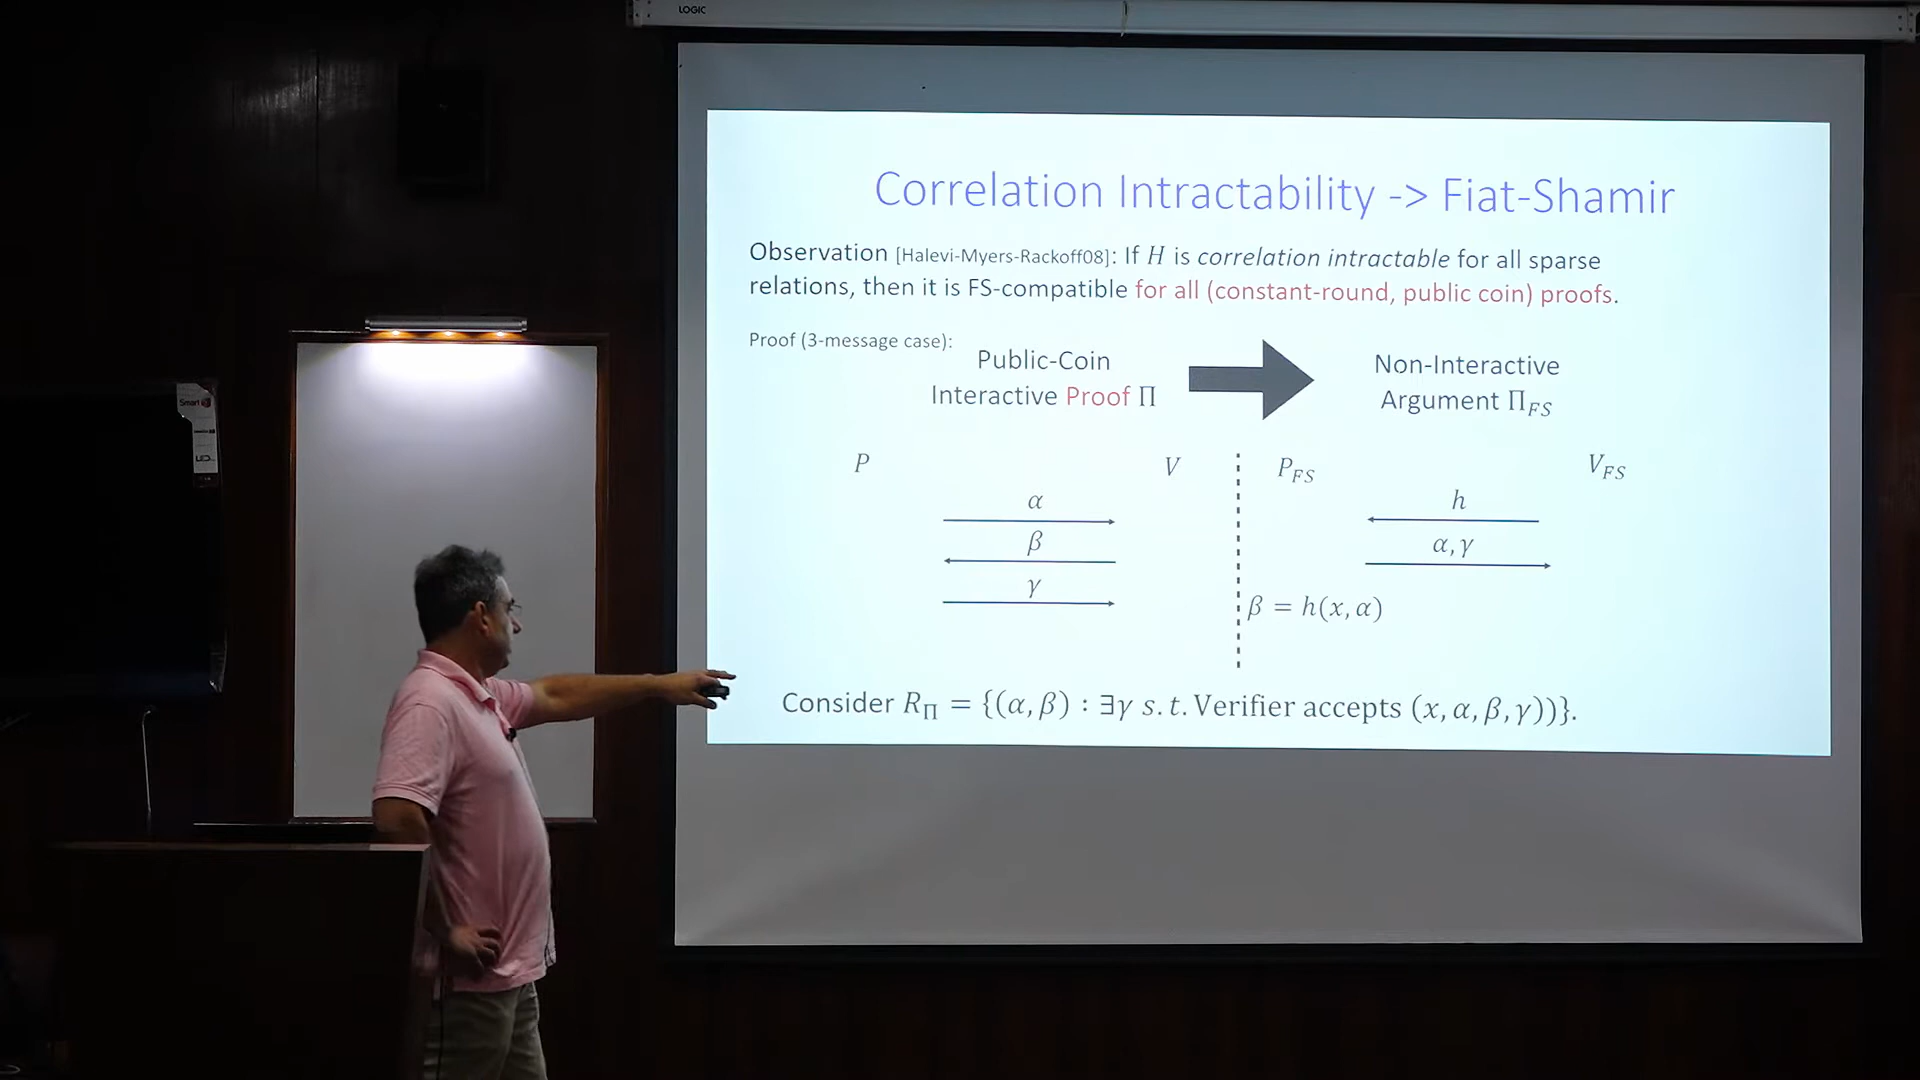 LOGIC
Correlation Intractability -> Fiat-Shamir
Observation [Halevi-Myers-Rackoff08]: If H is correlation intractable for all sparse
relations, then it is FS-compatible for all (constant-round, public coin) proofs.
Proof (3-message case):
Public-Coin
Interactive Proof Π
Non-Interactive
Argument Π_FS
P
V
P_FS
V_FS
α
β
γ
h
α, γ
β = h(x, α)
Consider R_Π = {(α, β) : ∃γ s.t. Verifier accepts (x, α, β, γ))}.
Smart
LED